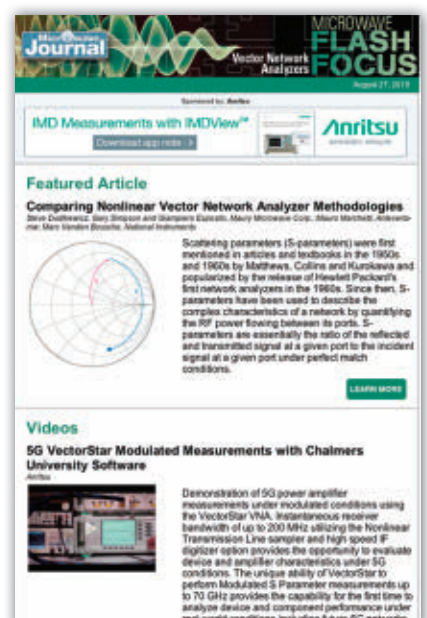 Microwave
Journal
MICROWAVE
FLASH
FOCUS
Vector Network
Analyzers
August 27, 2019
Sponsored by: Anritsu
IMD Measurements with IMDView™
Download app note >
Anritsu
Featured Article
Comparing Nonlinear Vector Network Analyzer Methodologies
Steve Dudkiewicz, Gary Simpson and Giampiero Esposito, Maury Microwave Corp., Mauro Marchetti, Anteverta-
mw; Marc Vanden Bossche, National Instruments
Scattering parameters (S-parameters) were first
mentioned in articles and textbooks in the 1950s
and 1960s by Matthews, Collins and Kurokawa and
popularized by the release of Hewlett Packard's
first network analyzers in the 1960s. Since then, S-
parameters have been used to describe the
complex characteristics of a network by quantifying
the RF power flowing between its ports. S-
parameters are essentially the ratio of the reflected
and transmitted signal at a given port to the incident
signal at a given port under perfect match
conditions.
LEARN MORE
Videos
5G VectorStar Modulated Measurements with Chalmers
University Software
Anritsu
Demonstration of 5G power amplifier
measurements under modulated conditions using
the VectorStar VNA. Instantaneous receiver
bandwidth of up to 200 MHz utilizing the Nonlinear
Transmission Line sampler and high speed IF
digitizer option provides the opportunity to evaluate
device and amplifier characteristics under 5G
conditions. The unique ability of VectorStar to
perform Modulated S Parameter measurements up
to 70 GHz provides the capability for the first time to
analyze device and component performance under
real-world conditions including future 5G networks